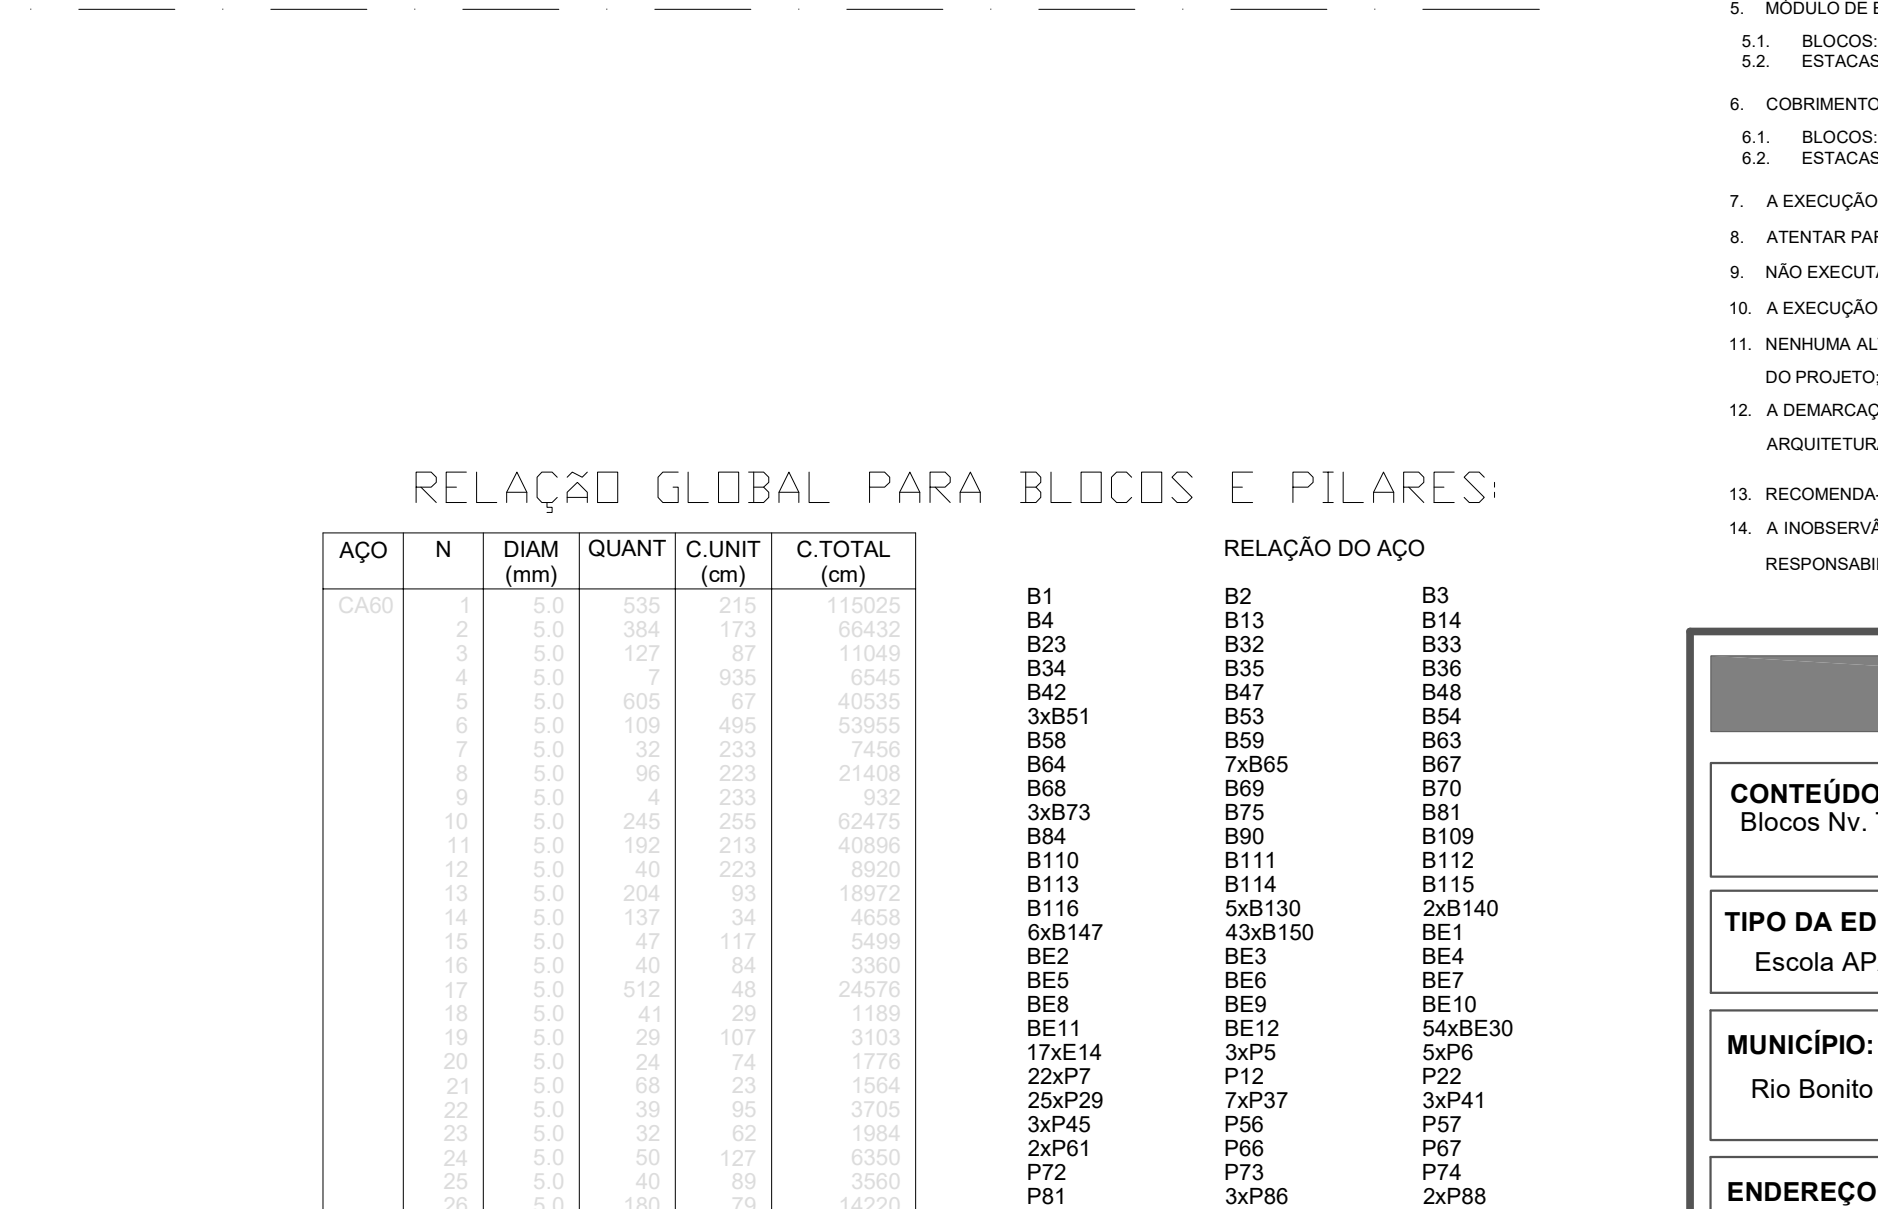 RELAÇÃO GLOBAL PARA BLOCOS E PILARES:
AÇO N DIAM QUANT C.UNIT C.TOTAL
(mm) (cm) (cm)
CA60 1 5.0 535 215 115025
2 5.0 384 173 66432
3 5.0 127 87 11049
4 5.0 7 935 6545
5 5.0 605 67 40535
6 5.0 109 495 53955
7 5.0 32 233 7456
8 5.0 96 223 21408
9 5.0 4 233 932
10 5.0 245 255 62475
11 5.0 192 213 40896
12 5.0 40 223 8920
13 5.0 204 93 18972
14 5.0 137 34 4658
15 5.0 47 117 5499
16 5.0 40 84 3360
17 5.0 512 48 24576
18 5.0 41 29 1189
19 5.0 29 107 3103
20 5.0 24 74 1776
21 5.0 68 23 1564
22 5.0 39 95 3705
23 5.0 32 62 1984
24 5.0 50 127 6350
25 5.0 40 89 3560
26 5.0 180 79 14220
RELAÇÃO DO AÇO
B1 B2 B3
B4 B13 B14
B23 B32 B33
B34 B35 B36
B42 B47 B48
3xB51 B53 B54
B58 B59 B63
B64 7xB65 B67
B68 B69 B70
3xB73 B75 B81
B84 B90 B109
B110 B111 B112
B113 B114 B115
B116 5xB130 2xB140
6xB147 43xB150 BE1
BE2 BE3 BE4
BE5 BE6 BE7
BE8 BE9 BE10
BE11 BE12 54xBE30
17xE14 3xP5 5xP6
22xP7 P12 P22
25xP29 7xP37 3xP41
3xP45 P56 P57
2xP61 P66 P67
P72 P73 P74
P81 3xP86 2xP88
5. MÓDULO DE
5.1. BLOCOS:
5.2. ESTACAS
6. COBRIMENTO
6.1. BLOCOS:
6.2. ESTACAS
7. A EXECUÇÃO
8. ATENTAR
9. NÃO
10. A EXECUÇÃO
11. NENHUMA
DO PROJETO;
12. A
13. RECOMENDA-
14. A
CONTEÚDO
Blocos Nv.
TIPO DA
Escola
MUNICÍPIO:
Rio Bonito
ENDEREÇO